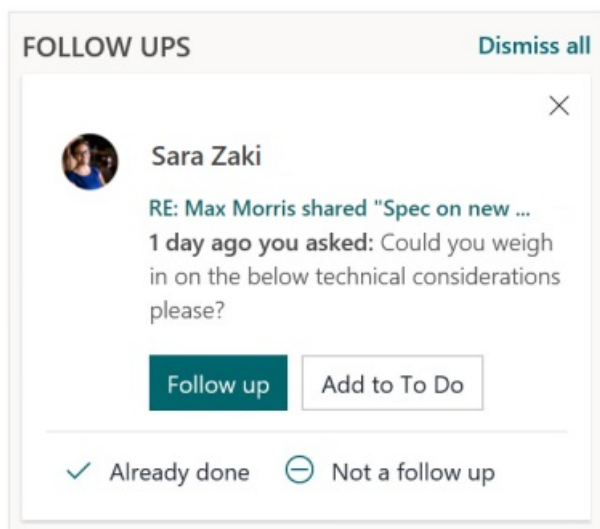 FOLLOW UPS
Dismiss all
Sara Zaki
RE: Max Morris shared "Spec on new ...
1 day ago you asked: Could you weigh
in on the below technical considerations
please?
Follow up
Add to To Do
Already done
Not a follow up